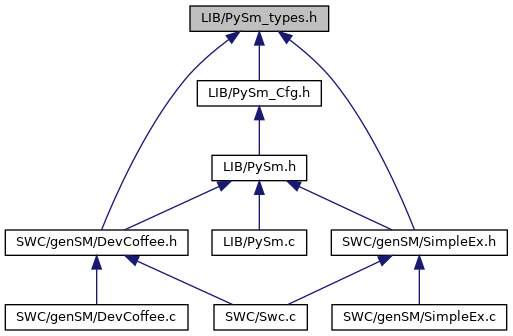 LIB/PySm_types.h
LIB/PySm_Cfg.h
LIB/PySm.h
SWC/genSM/DevCoffee.h
LIB/PySm.c
SWC/genSM/SimpleEx.h
SWC/genSM/DevCoffee.c
SWC/Swc.c
SWC/genSM/SimpleEx.c